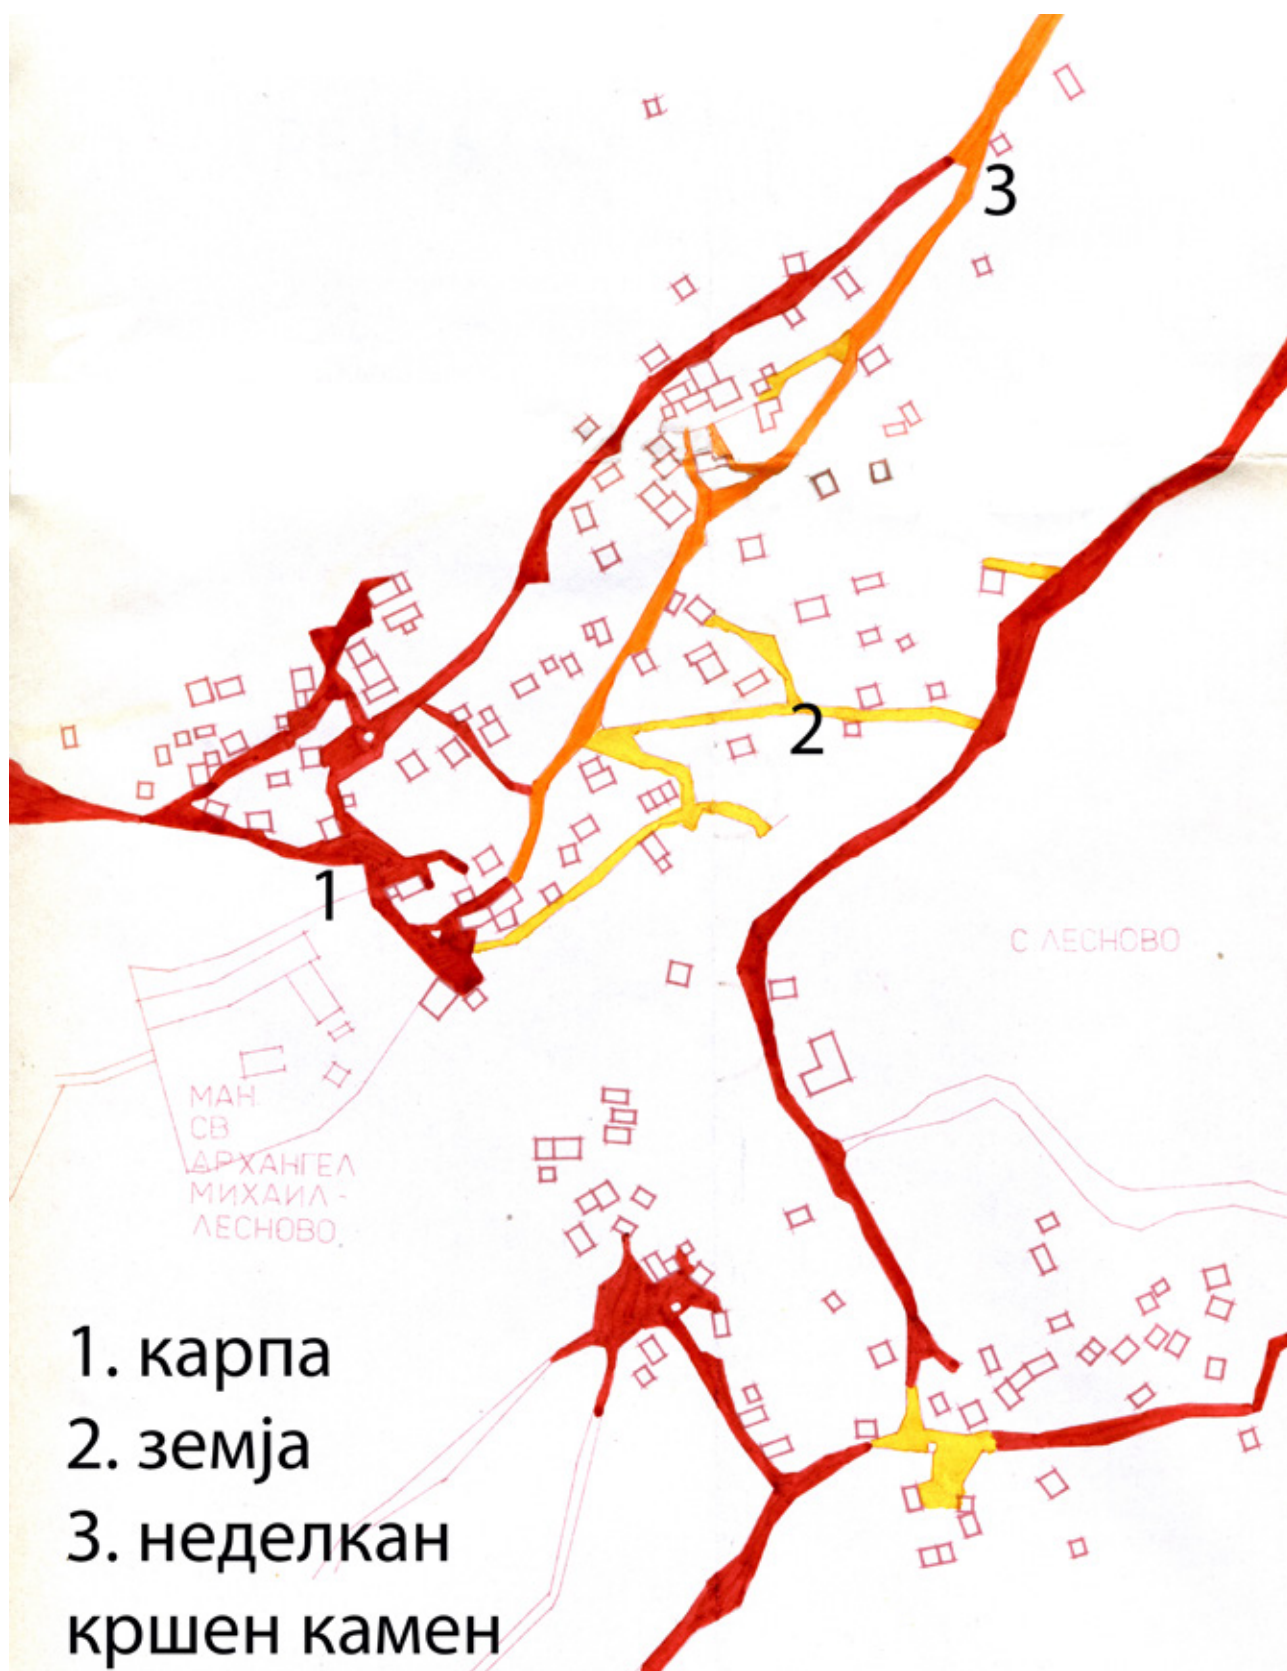 3
2
1
С ЛЕСНОВО
МАН.
СВ.
АРХАНГЕЛ
МИХАИЛ -
ЛЕСНОВО.
1. карпа
2. земја
3. неделкан
кршен камен